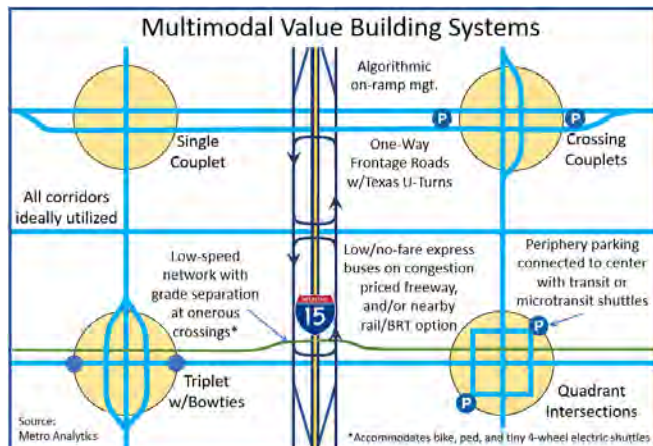 Multimodal Value Building Systems
Algorithmic
on-ramp mgt.
P
P
Single
Couplet
One-Way
Frontage Roads
w/Texas U-Turns
Crossing
Couplets
All corridors
ideally utilized
Low-speed
network with
grade separation
at onerous
crossings*
Low/no-fare express
buses on congestion
priced freeway,
and/or nearby
rail/BRT option
Periphery parking
connected to center
with transit or
microtransit shuttles
15
P
P
Triplet
w/Bowties
Quadrant
Intersections
Source:
Metro Analytics
*Accommodates bike, ped, and tiny 4-wheel electric shuttles